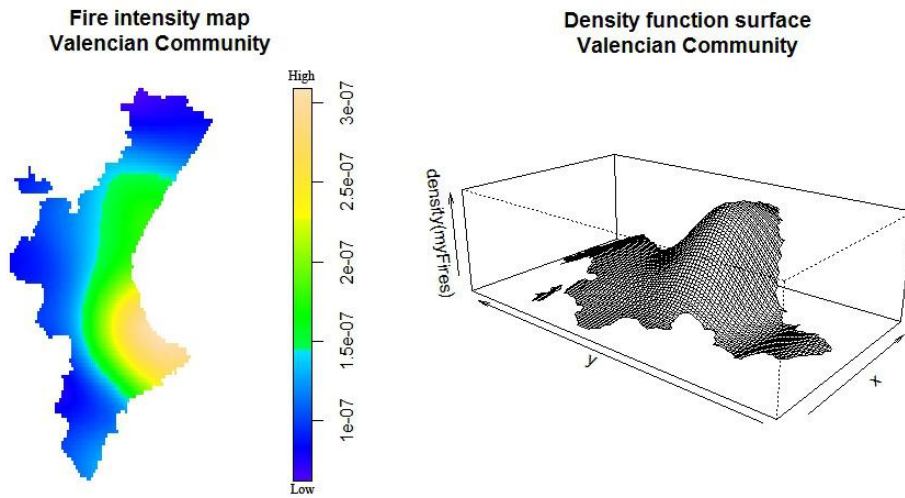 Fire intensity map
Valencian Community
High
3e-07
2.5e-07
2e-07
1.5e-07
1e-07
Low
Density function surface
Valencian Community
density(myFires)
y
x